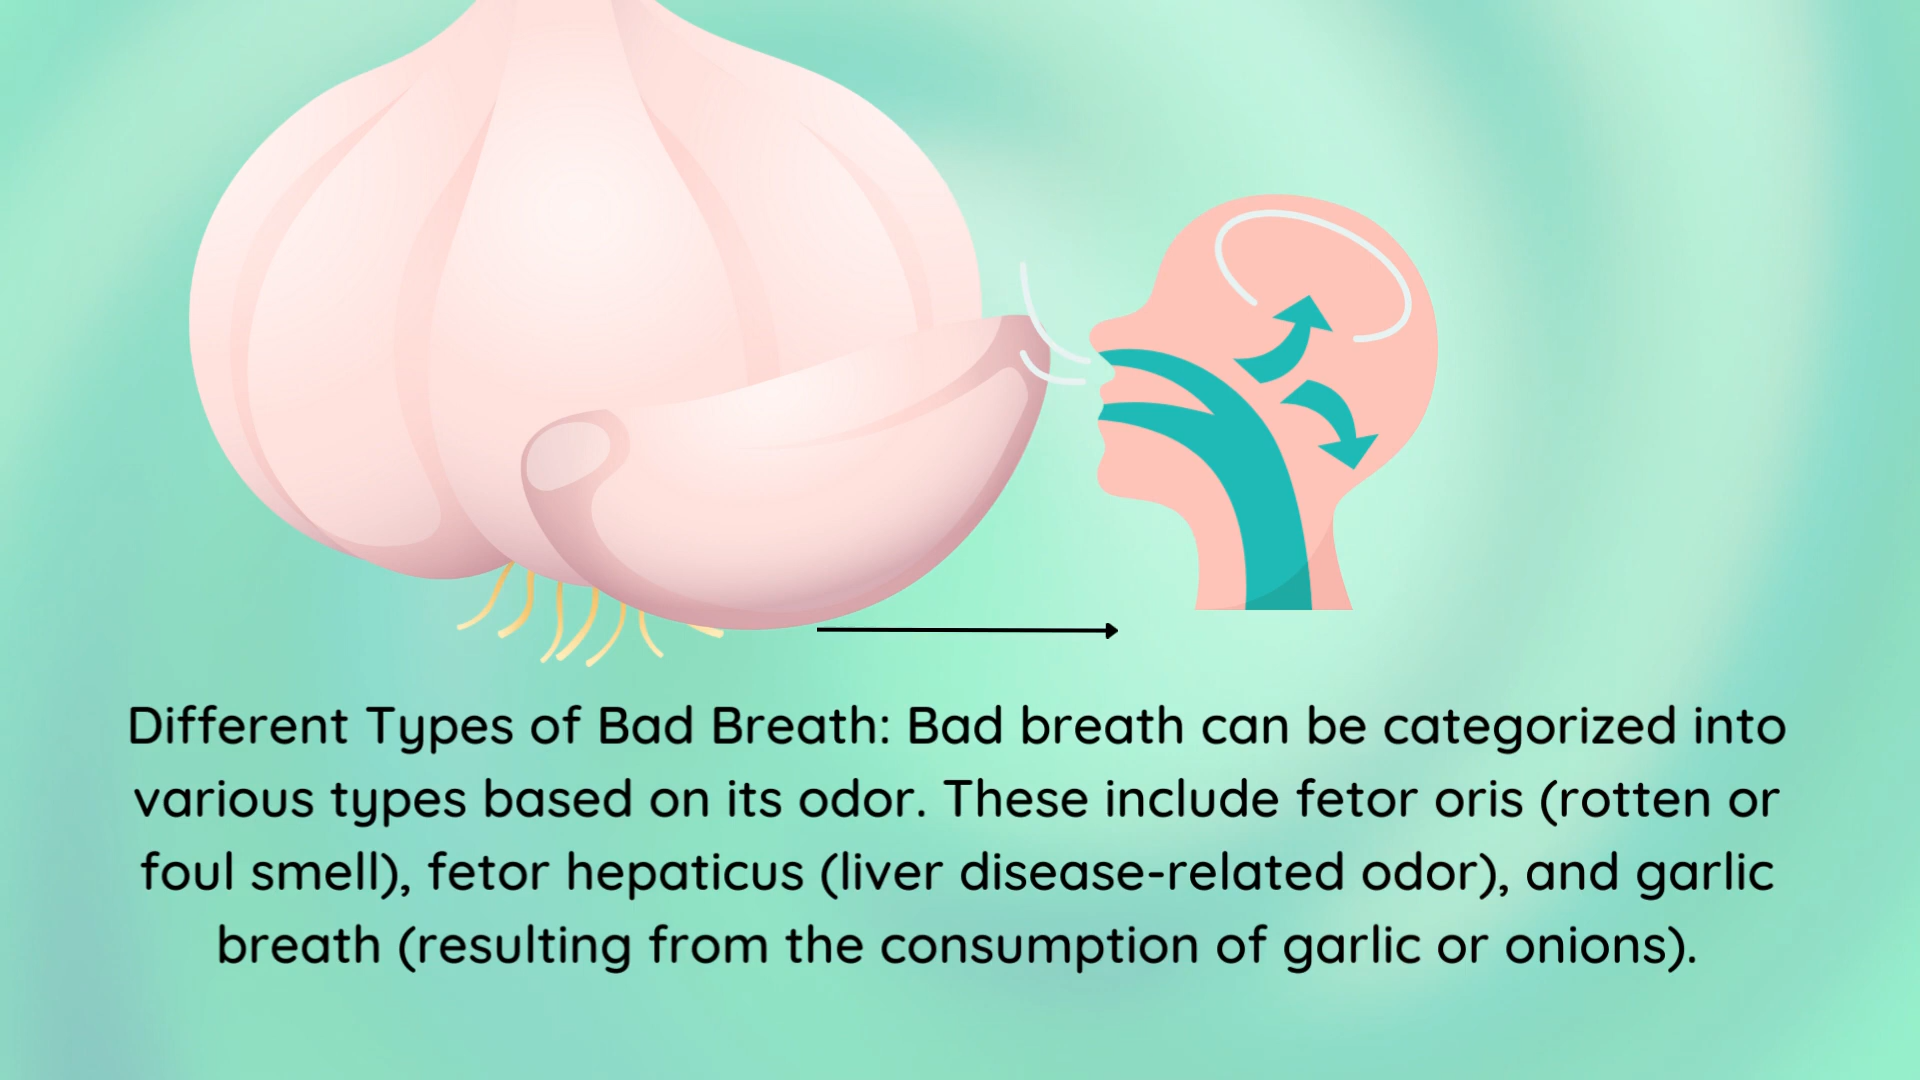 Different Types of Bad Breath: Bad breath can be categorized into
various types based on its odor. These include fetor oris (rotten or
foul smell), fetor hepaticus (liver disease-related odor), and garlic
breath (resulting from the consumption of garlic or onions).